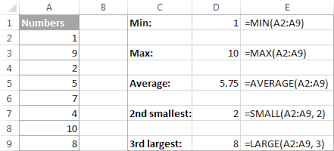 A B C D E
1 Numbers Min: 1 =MIN(A2:A9)
2 1
3 9 Max: 10 =MAX(A2:A9)
4 2
5 5 Average: 5.75 =AVERAGE(A2:A9)
6 7
7 4 2nd smallest: 2 =SMALL(A2:A9, 2)
8 10
9 8 3rd largest: 8 =LARGE(A2:A9, 3)